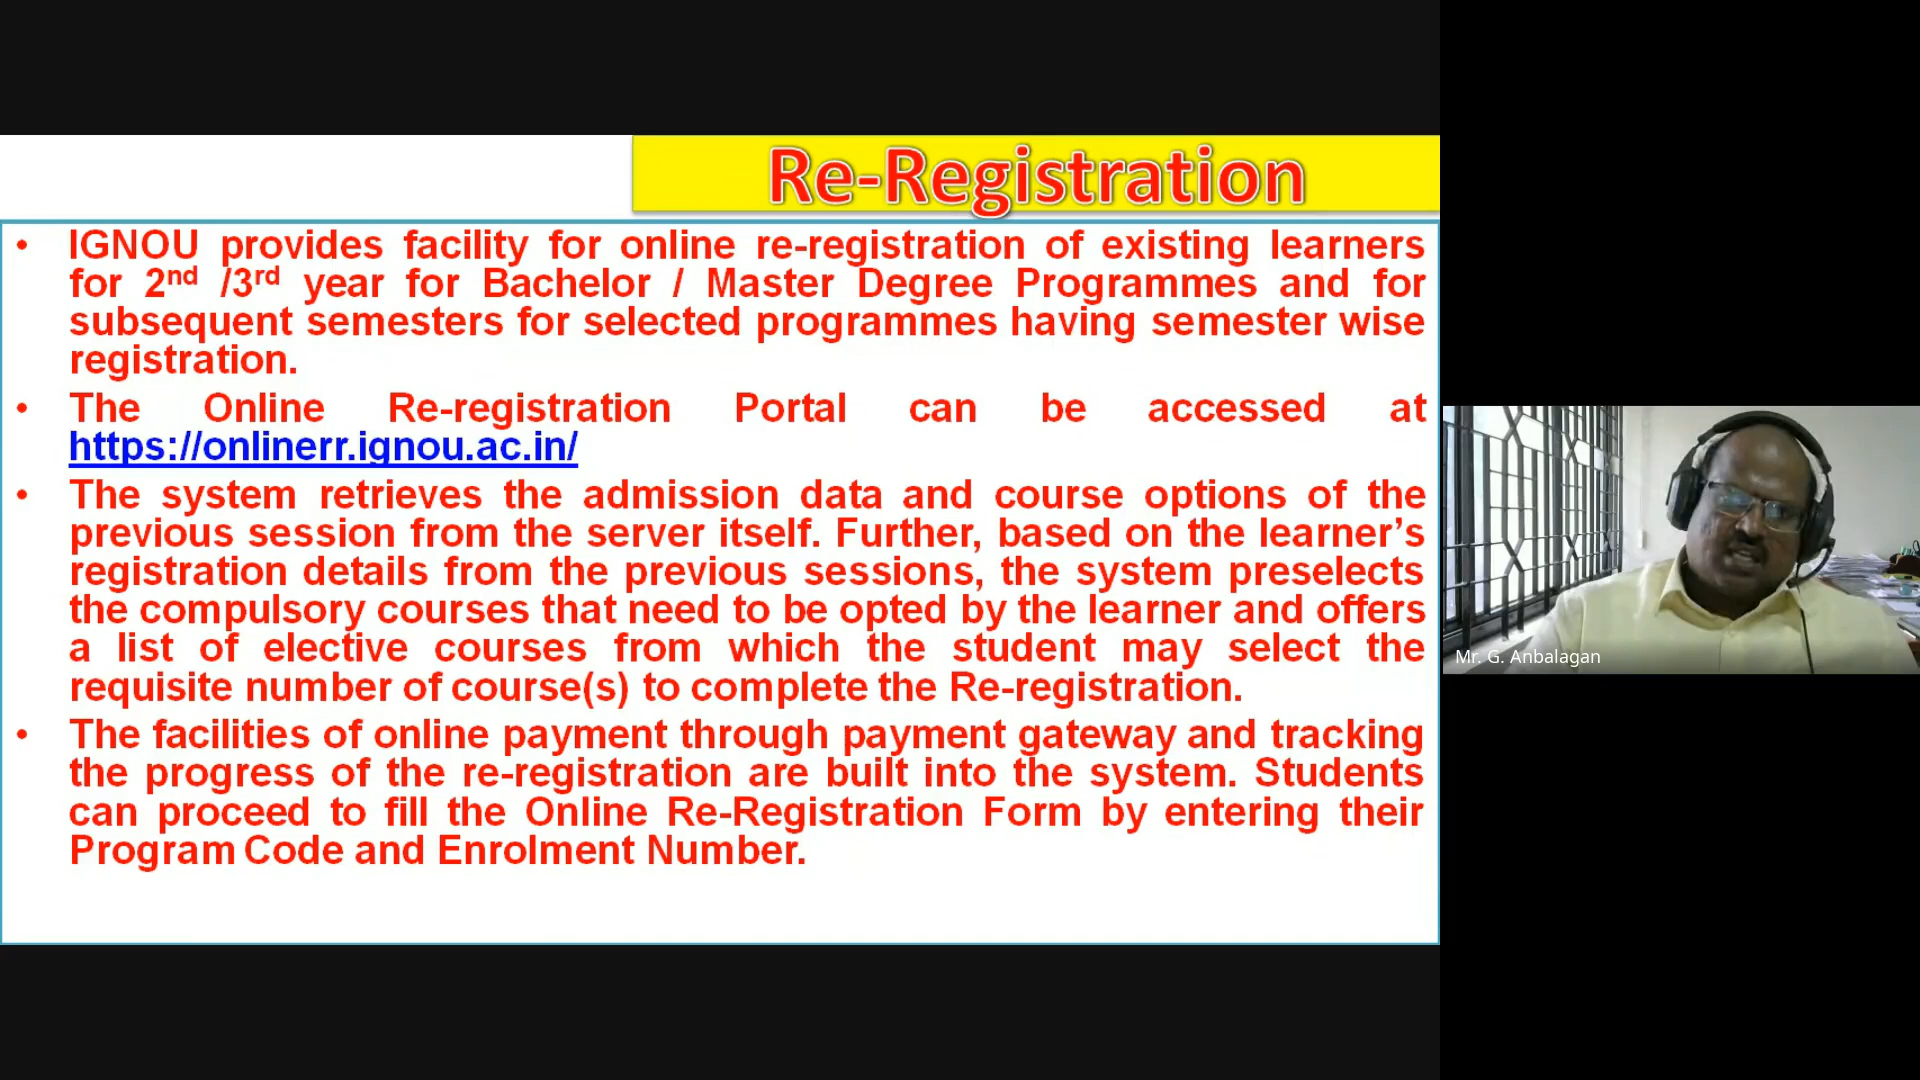 Re-Registration
• IGNOU provides facility for online re-registration of existing learners
for 2nd /3rd year for Bachelor / Master Degree Programmes and for
subsequent semesters for selected programmes having semester wise
registration.
• The Online Re-registration Portal can be accessed at
https://onlinerr.ignou.ac.in/
• The system retrieves the admission data and course options of the
previous session from the server itself. Further, based on the learner’s
registration details from the previous sessions, the system preselects
the compulsory courses that need to be opted by the learner and offers
a list of elective courses from which the student may select the
requisite number of course(s) to complete the Re-registration.
• The facilities of online payment through payment gateway and tracking
the progress of the re-registration are built into the system. Students
can proceed to fill the Online Re-Registration Form by entering their
Program Code and Enrolment Number.
Mr. G. Anbalagan